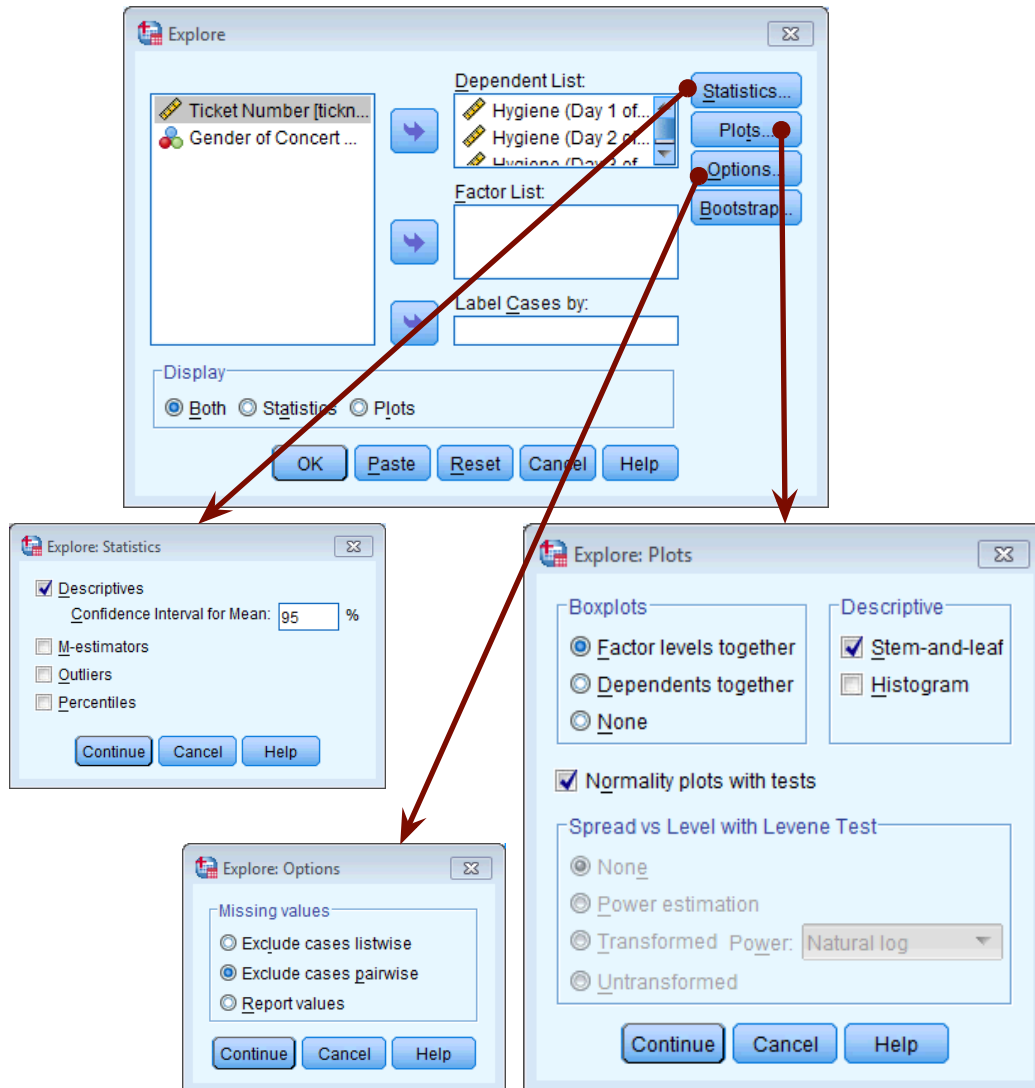 Explore
Dependent List:
Ticket Number [tickn...
Gender of Concert ...
Hygiene (Day 1 of...
Hygiene (Day 2 of...
Hygiene (Day 3 of...
Statistics...
Plots...
Options...
Bootstrap...
Factor List:
Label Cases by:
Display
Both Statistics Plots
OK Paste Reset Cancel Help
Explore: Statistics
Descriptives
Confidence Interval for Mean: 95 %
M-estimators
Outliers
Percentiles
Continue Cancel Help
Explore: Options
Missing values
Exclude cases listwise
Exclude cases pairwise
Report values
Continue Cancel Help
Explore: Plots
Boxplots
Factor levels together
Dependents together
None
Descriptive
Stem-and-leaf
Histogram
Normality plots with tests
Spread vs Level with Levene Test
None
Power estimation
Transformed Power: Natural log
Untransformed
Continue Cancel Help